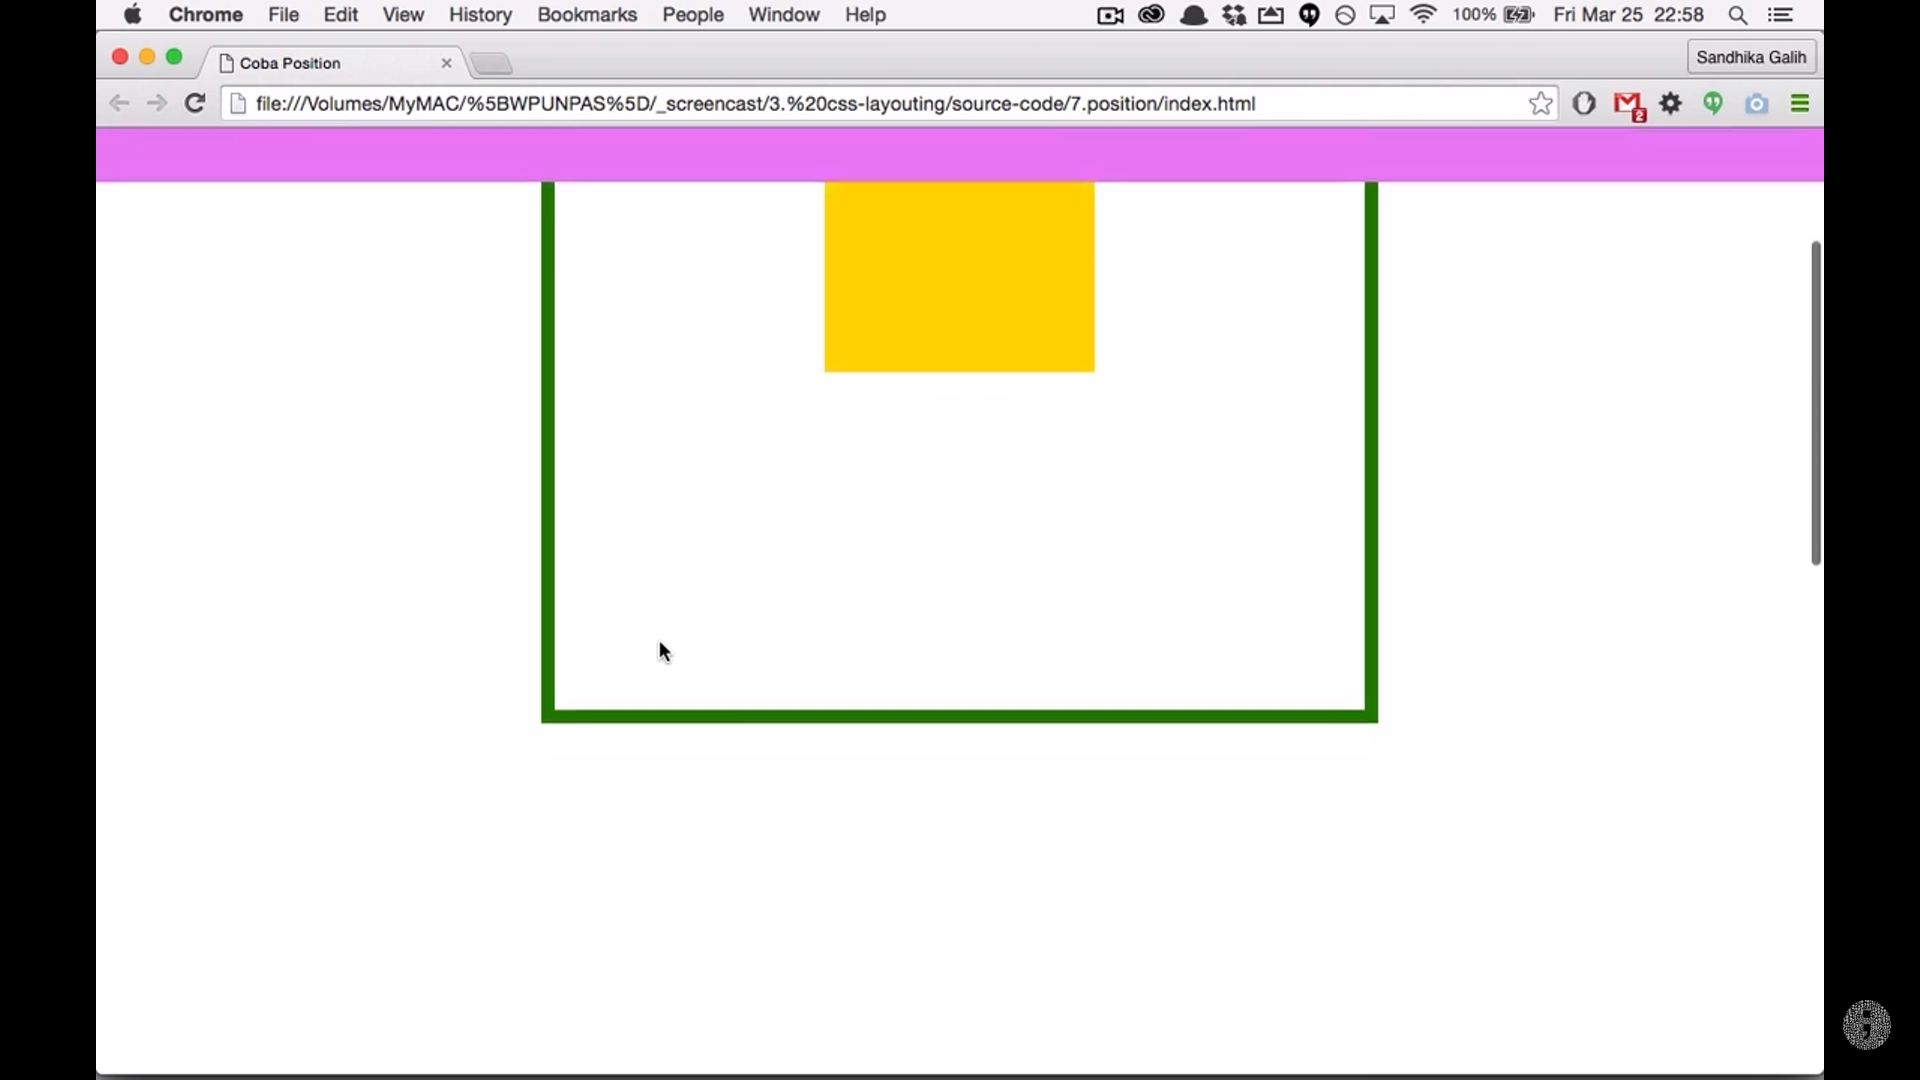 Chrome File Edit View History Bookmarks People Window Help 100% Fri Mar 25 22:58
Coba Position Sandhika Galih
file:///Volumes/MyMAC/%5BWPUNPAS%5D/_screencast/3.%20css-layouting/source-code/7.position/index.html 2